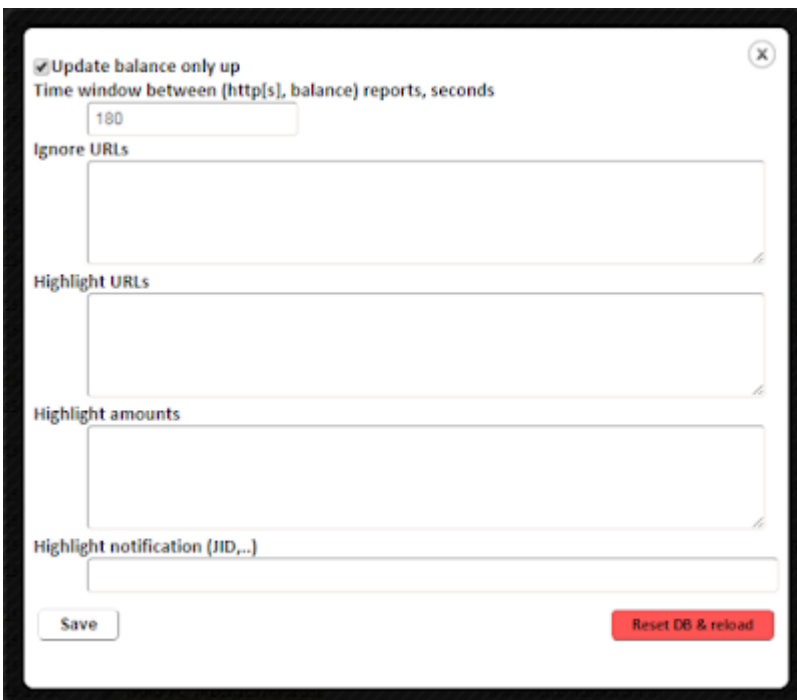 x
Update balance only up
Time window between (http[s], balance) reports, seconds
180
Ignore URLs
Highlight URLs
Highlight amounts
Highlight notification (JID,..)
Save
Reset DB & reload